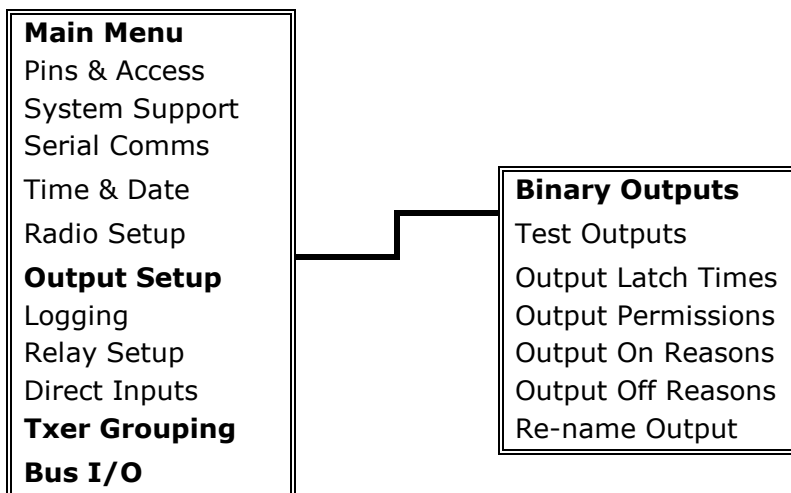 Main Menu
Pins & Access
System Support
Serial Comms
Time & Date
Radio Setup
Output Setup
Logging
Relay Setup
Direct Inputs
Txer Grouping
Bus I/O
Binary Outputs
Test Outputs
Output Latch Times
Output Permissions
Output On Reasons
Output Off Reasons
Re-name Output